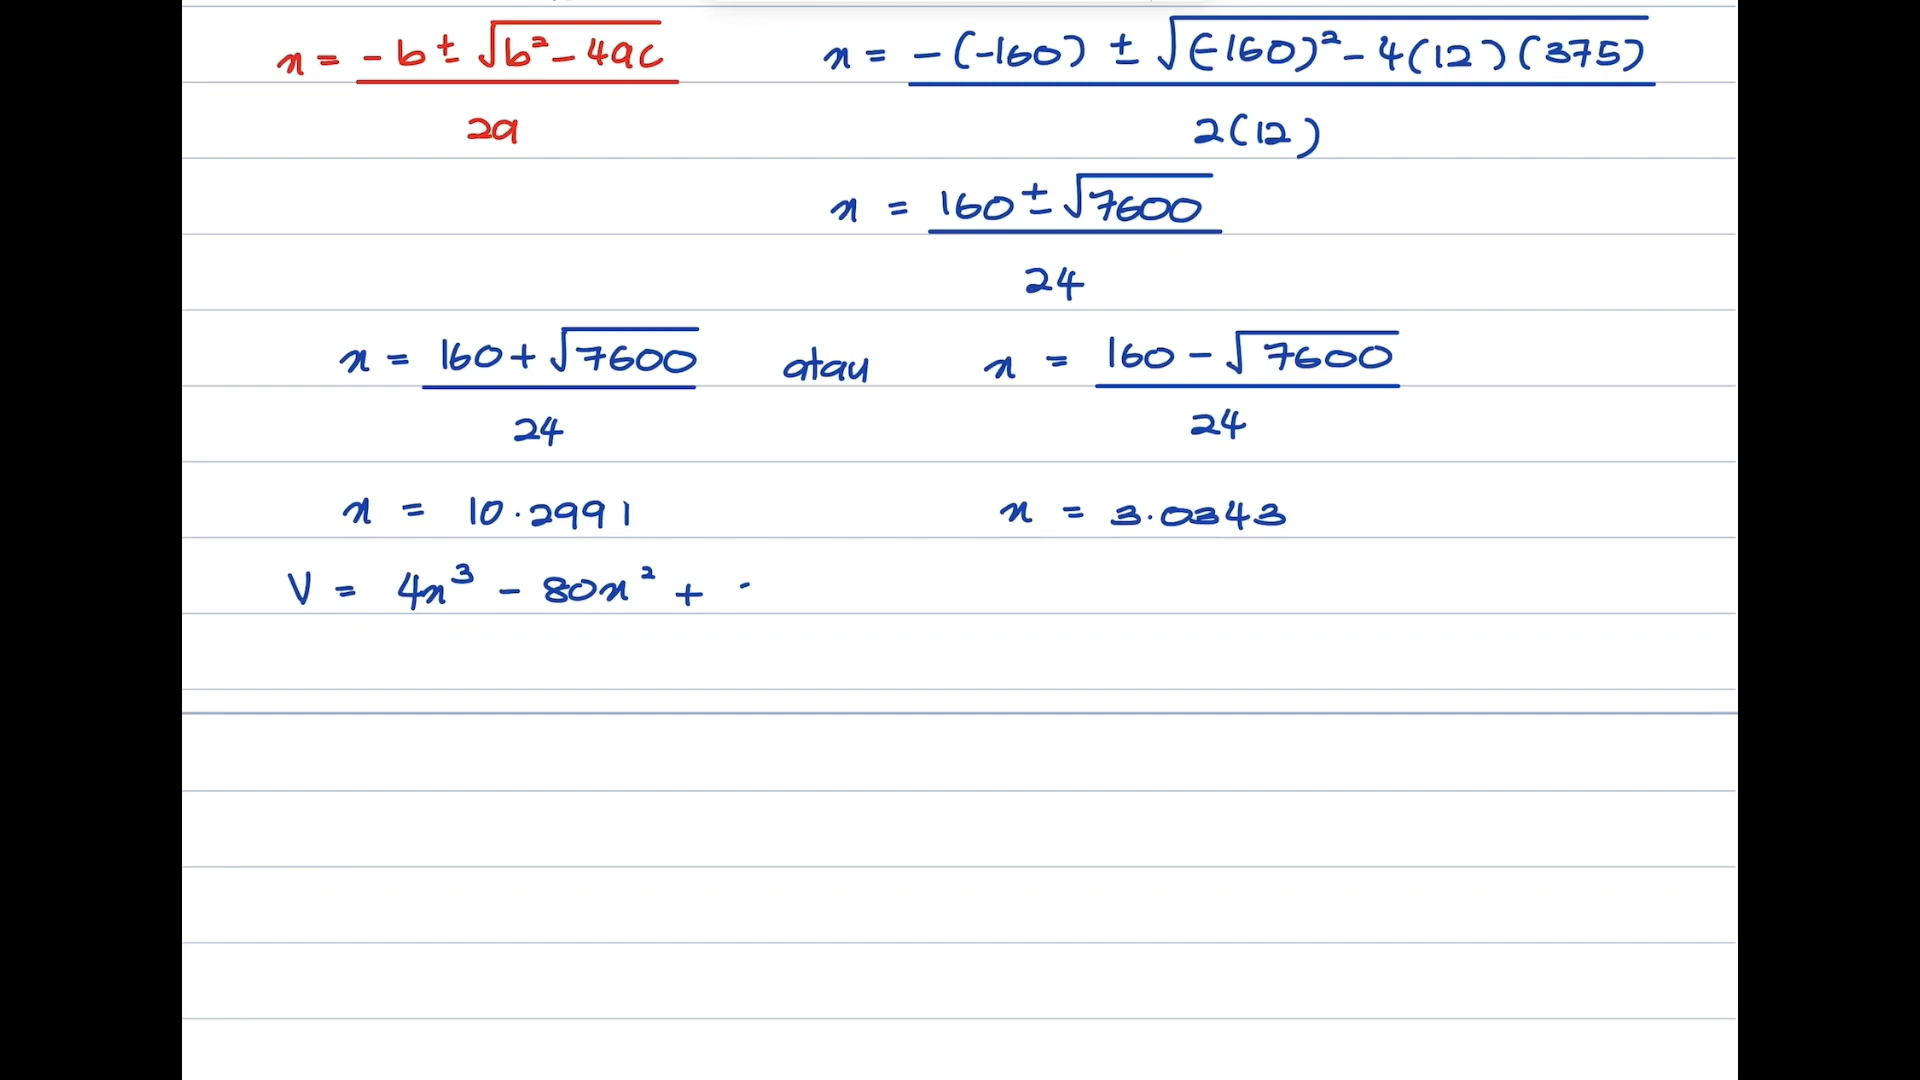 x = -b ± √b² - 4ac / 2a
x = -(-160) ± √(-160)² - 4(12)(375) / 2(12)
x = 160 ± √7600 / 24
x = 160 + √7600 / 24 atau x = 160 - √7600 / 24
x = 10.2991 x = 3.0343
V = 4x³ - 80x² +